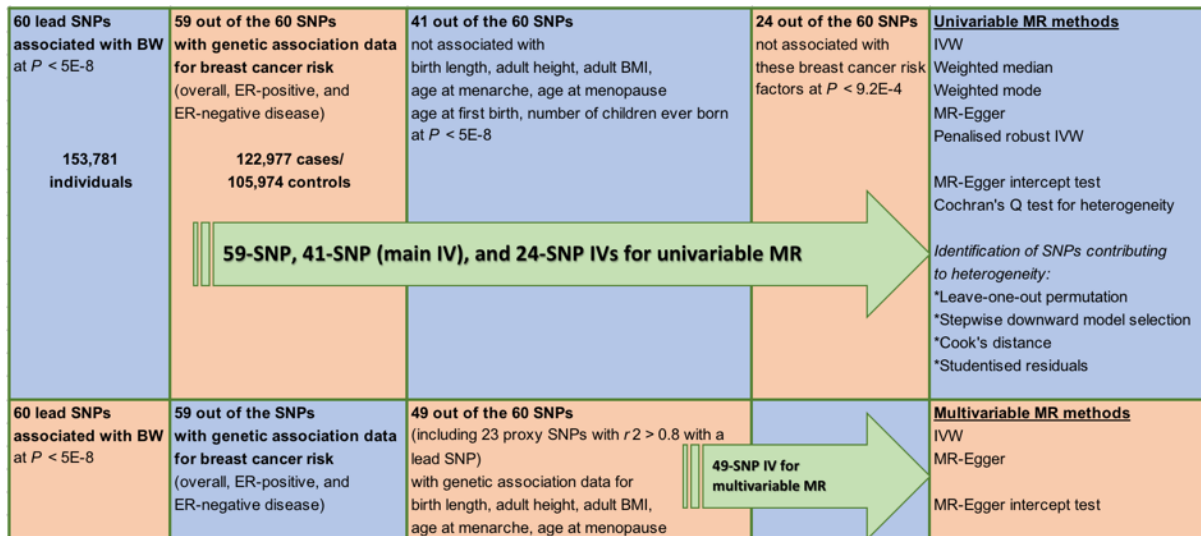 60 lead SNPs
associated with BW
at P < 5E-8
153,781
individuals
59 out of the 60 SNPs
with genetic association data
for breast cancer risk
(overall, ER-positive, and
ER-negative disease)
122,977 cases/
105,974 controls
41 out of the 60 SNPs
not associated with
birth length, adult height, adult BMI,
age at menarche, age at menopause
age at first birth, number of children ever born
at P < 5E-8
24 out of the 60 SNPs
not associated with
these breast cancer risk
factors at P < 9.2E-4
Univariable MR methods
IVW
Weighted median
Weighted mode
MR-Egger
Penalised robust IVW
MR-Egger intercept test
Cochran's Q test for heterogeneity
Identification of SNPs contributing
to heterogeneity:
*Leave-one-out permutation
*Stepwise downward model selection
*Cook's distance
*Studentised residuals
59-SNP, 41-SNP (main IV), and 24-SNP IVs for univariable MR
60 lead SNPs
associated with BW
at P < 5E-8
59 out of the SNPs
with genetic association data
for breast cancer risk
(overall, ER-positive, and
ER-negative disease)
49 out of the 60 SNPs
(including 23 proxy SNPs with r2 > 0.8 with a
lead SNP)
with genetic association data for
birth length, adult height, adult BMI,
age at menarche, age at menopause
49-SNP IV for
multivariable MR
Multivariable MR methods
IVW
MR-Egger
MR-Egger intercept test